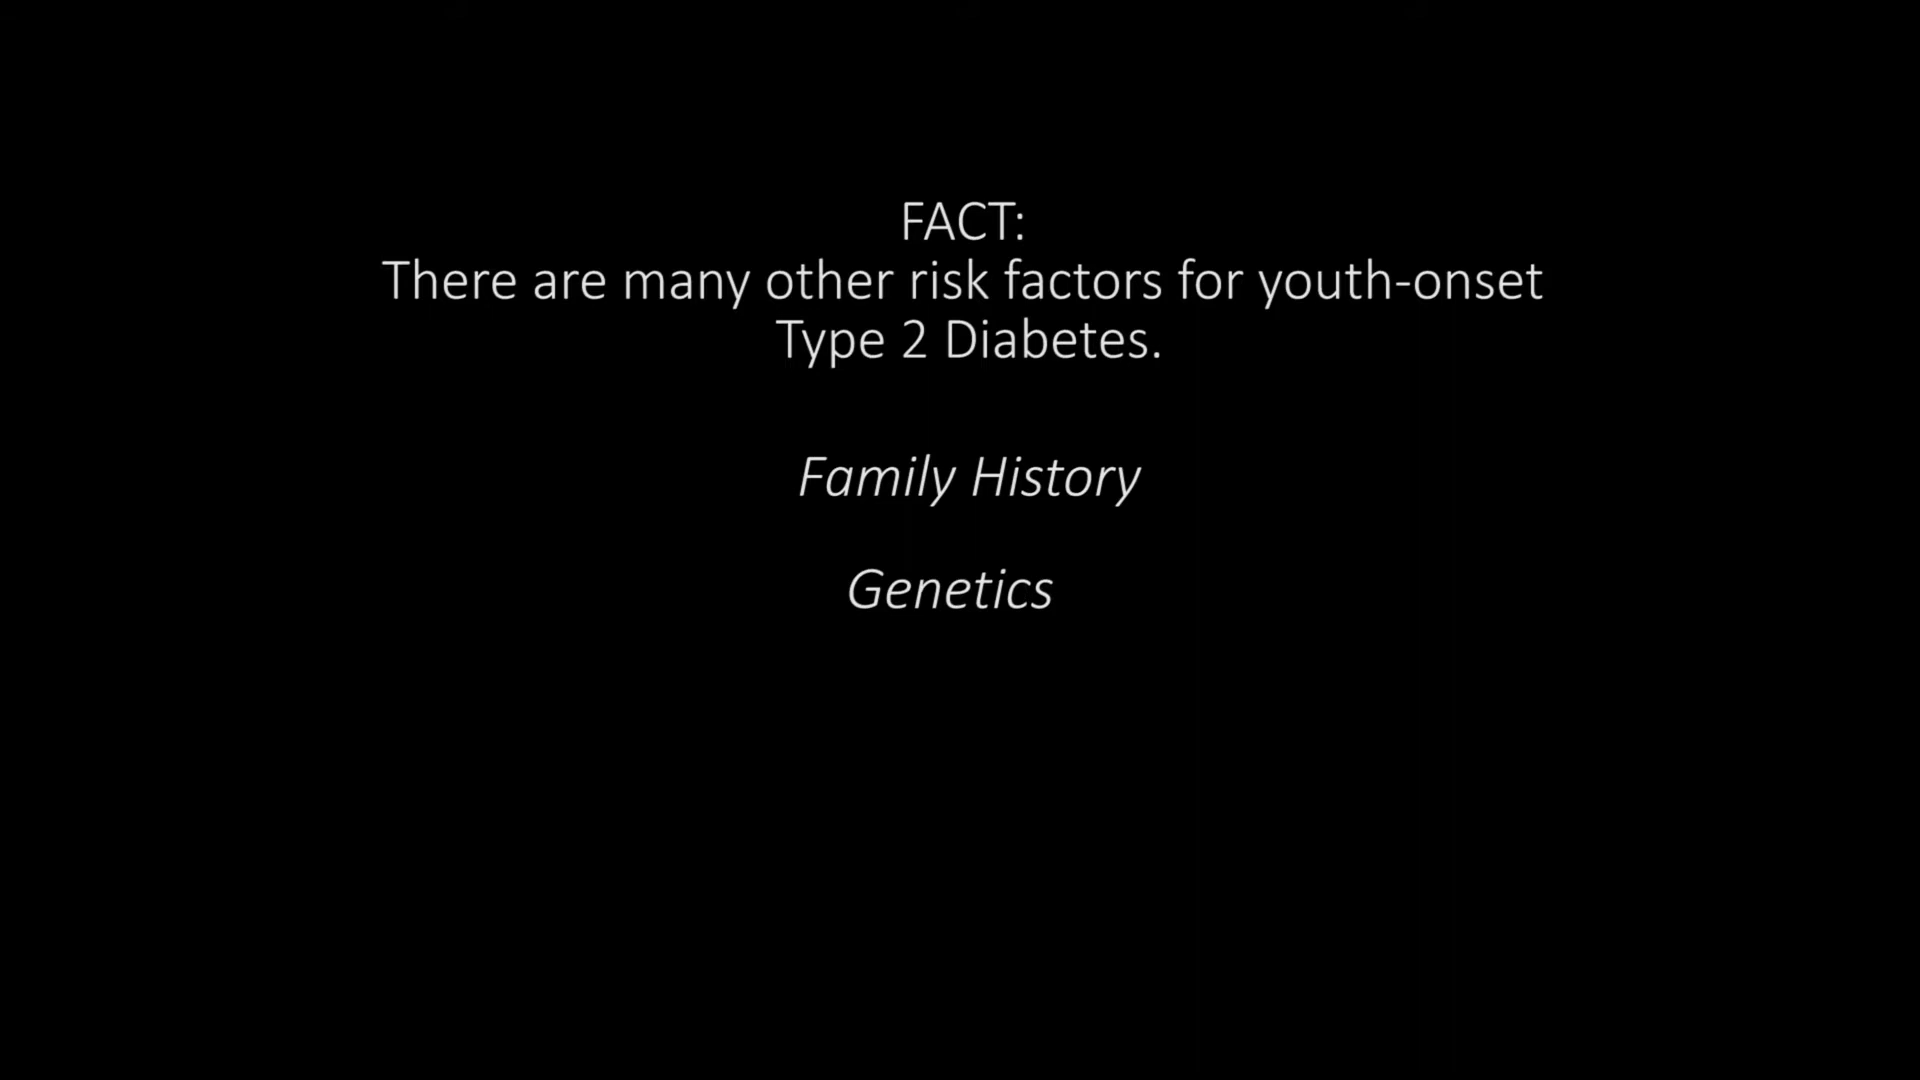 FACT:
There are many other risk factors for youth-onset
Type 2 Diabetes.
Family History
Genetics